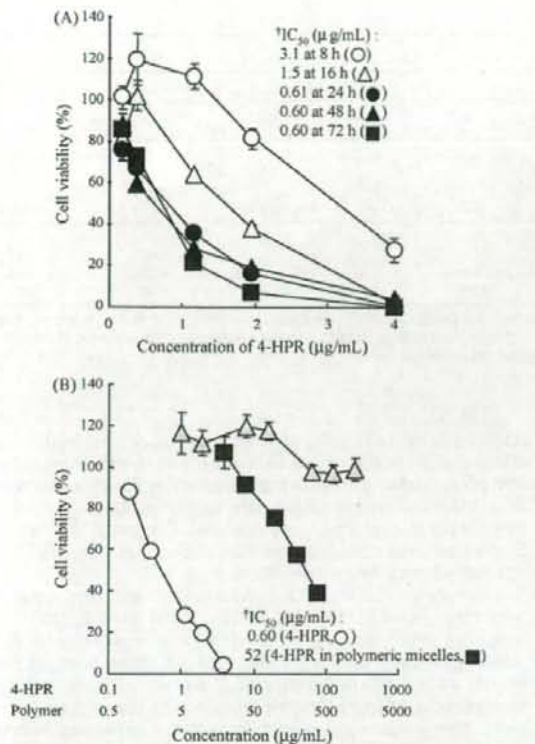 (A)
†IC50 (µg/mL) :
3.1 at 8 h (○)
1.5 at 16 h (△)
0.61 at 24 h (●)
0.60 at 48 h (▲)
0.60 at 72 h (■)
140
120
100
80
60
40
20
0
Cell viability (%)
0 1 2 3 4
Concentration of 4-HPR (µg/mL)
(B)
140
120
100
80
60
40
20
0
Cell viability (%)
†IC50 (µg/mL) :
0.60 (4-HPR, ○)
52 (4-HPR in polymeric micelles, ■)
4-HPR 0.1 1 10 100 1000
Polymer 0.5 5 50 500 5000
Concentration (µg/mL)